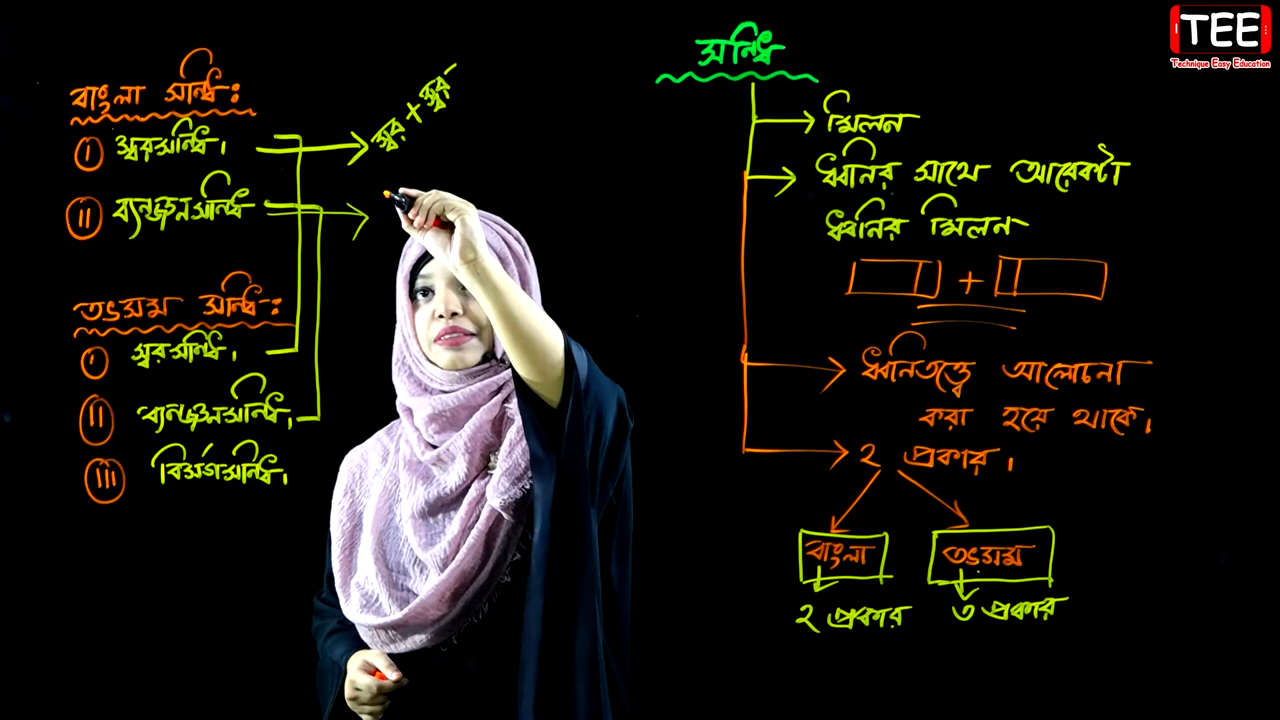 TEE
Technique Easy Education
বাংলা সন্ধি:
i স্বরসন্ধি।
ii ব্যন্জনসন্ধি
স্বর + স্বর
তৎসম সন্ধি:
i স্বরসন্ধি।
ii ব্যন্জনসন্ধি।
iii বিসর্গসন্ধি।
সন্ধি
মিলন
ধ্বনির সাথে আরেকটা
ধ্বনির মিলন
+
ধ্বনিতত্ত্বে আলোচনা
করা হয়ে থাকে।
২ প্রকার।
বাংলা তৎসম
২ প্রকার ৩ প্রকার